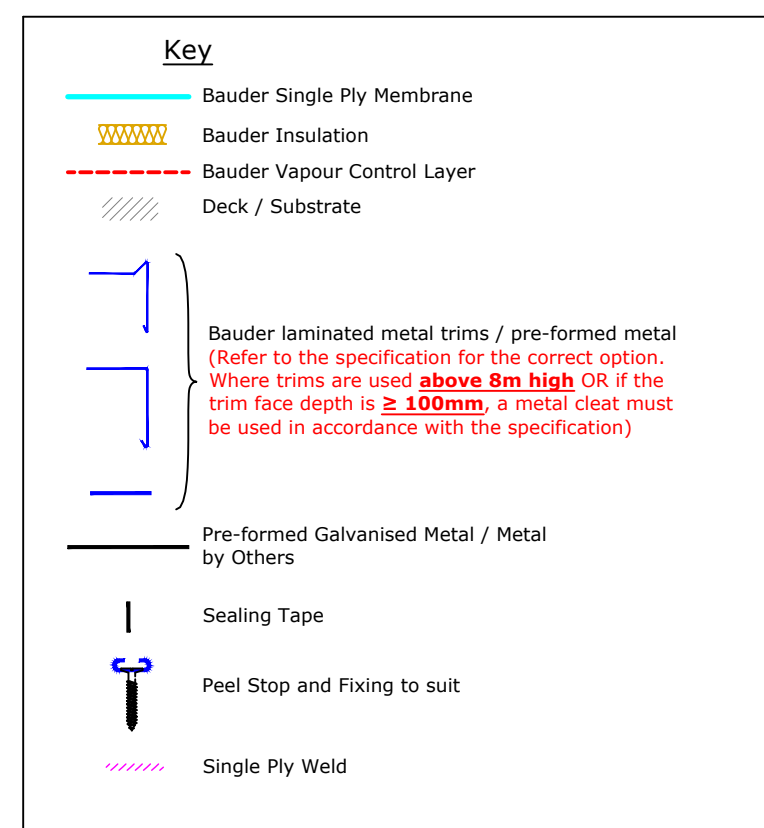 Key
Bauder Single Ply Membrane
Bauder Insulation
Bauder Vapour Control Layer
Deck / Substrate
Bauder laminated metal trims / pre-formed metal
(Refer to the specification for the correct option.
Where trims are used above 8m high OR if the
trim face depth is ≥ 100mm, a metal cleat must
be used in accordance with the specification)
Pre-formed Galvanised Metal / Metal
by Others
Sealing Tape
Peel Stop and Fixing to suit
Single Ply Weld